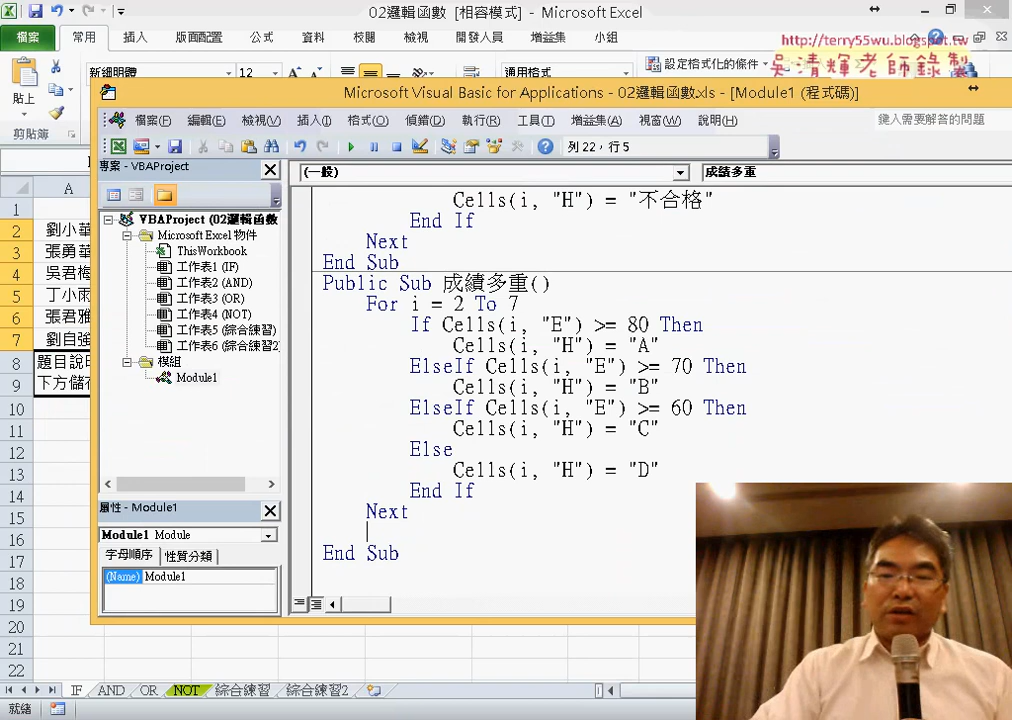 02邏輯函數 [相容模式] - Microsoft Excel
檔案 常用 插入 版面配置 公式 資料 校閱 檢視 開發人員 增益集 小組
http://terry55wu.blogspot.tw
吳清輝老師錄製
貼上
新細明體 12 通用格式 設定格式化的條件
剪貼簿
Microsoft Visual Basic for Applications - 02邏輯函數.xls - [Module1 (程式碼)]
檔案(F) 編輯(E) 檢視(V) 插入(I) 格式(O) 偵錯(D) 執行(R) 工具(T) 增益集(A) 視窗(W) 說明(H) 鍵入需要解答的問題
列 22, 行 5
專案 - VBAProject
(一般) 成績多重
VBAProject (02邏輯函數
Microsoft Excel 物件
ThisWorkbook
工作表1 (IF)
工作表2 (AND)
工作表3 (OR)
工作表4 (NOT)
工作表5 (綜合練習)
工作表6 (綜合練習2)
模組
Module1
屬性 - Module1
Module1 Module
字母順序 性質分類
(Name) Module1
Cells(i, "H") = "不合格"
End If
Next
End Sub
Public Sub 成績多重()
For i = 2 To 7
If Cells(i, "E") >= 80 Then
Cells(i, "H") = "A"
ElseIf Cells(i, "E") >= 70 Then
Cells(i, "H") = "B"
ElseIf Cells(i, "E") >= 60 Then
Cells(i, "H") = "C"
Else
Cells(i, "H") = "D"
End If
Next
End Sub
A
1
2 劉小華
3 張勇華
4 吳君梅
5 丁小雨
6 張君雅
7 劉自強
8 題目說明
9 下方儲存
10
11
12
13
14
15
16
17
18
19
20
21
22
IF AND OR NOT 綜合練習 綜合練習2
就緒